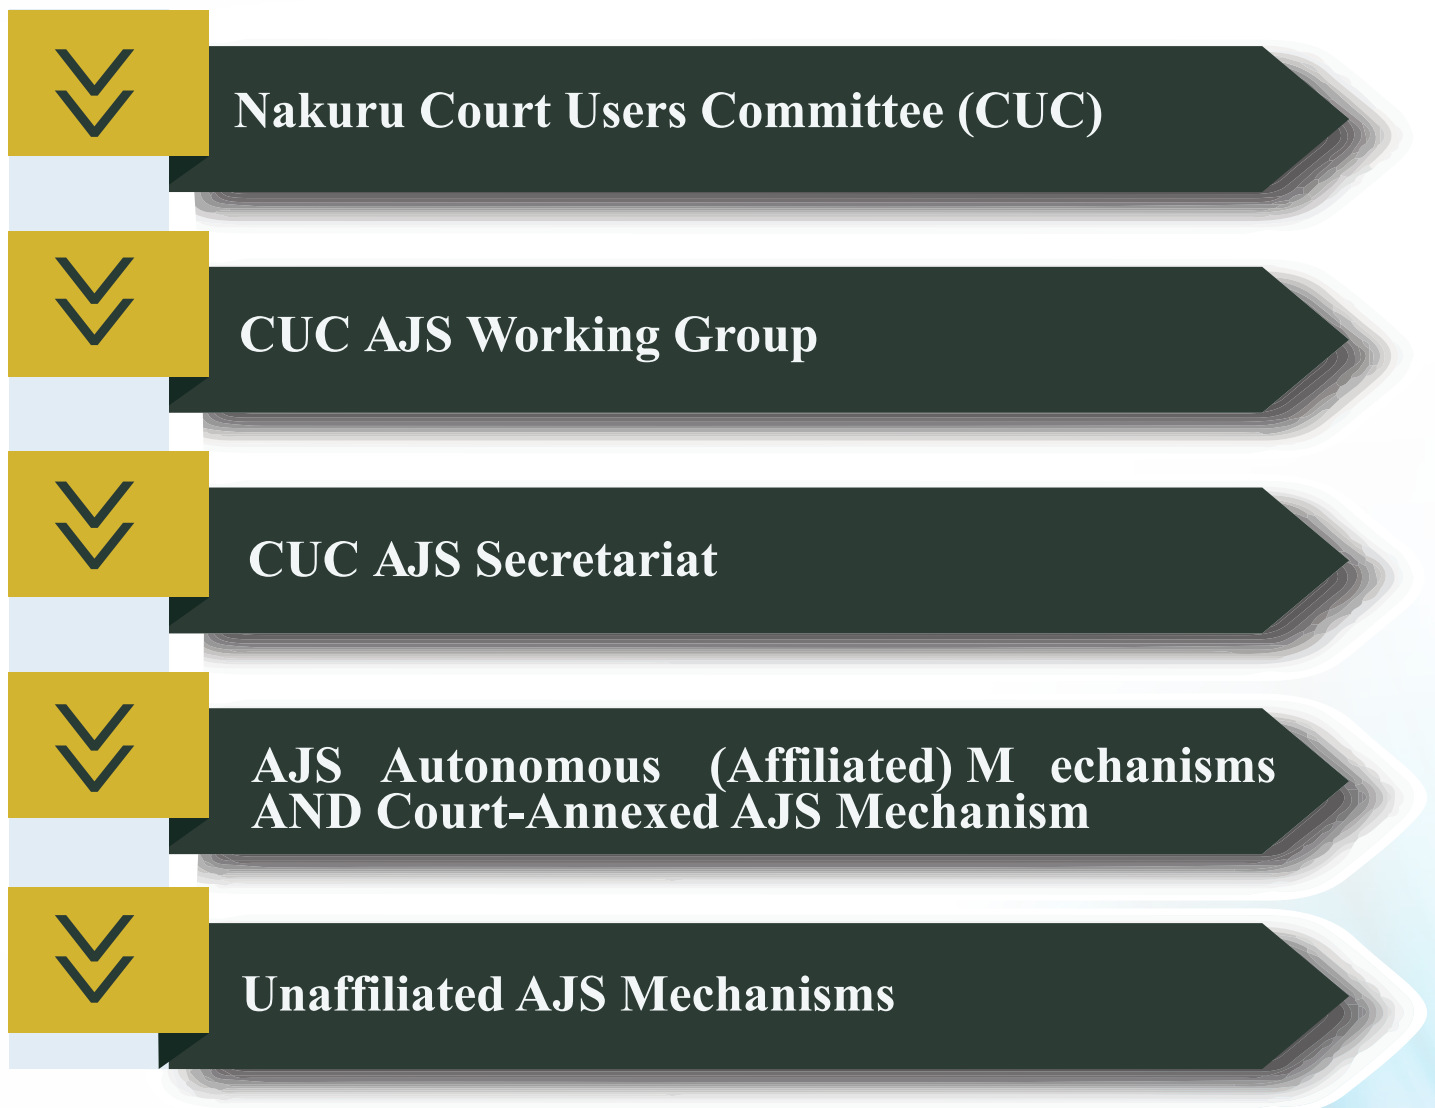 Nakuru Court Users Committee (CUC)
CUC AJS Working Group
CUC AJS Secretariat
AJS Autonomous (Affiliated) M echanisms
AND Court-Annexed AJS Mechanism
Unaffiliated AJS Mechanisms